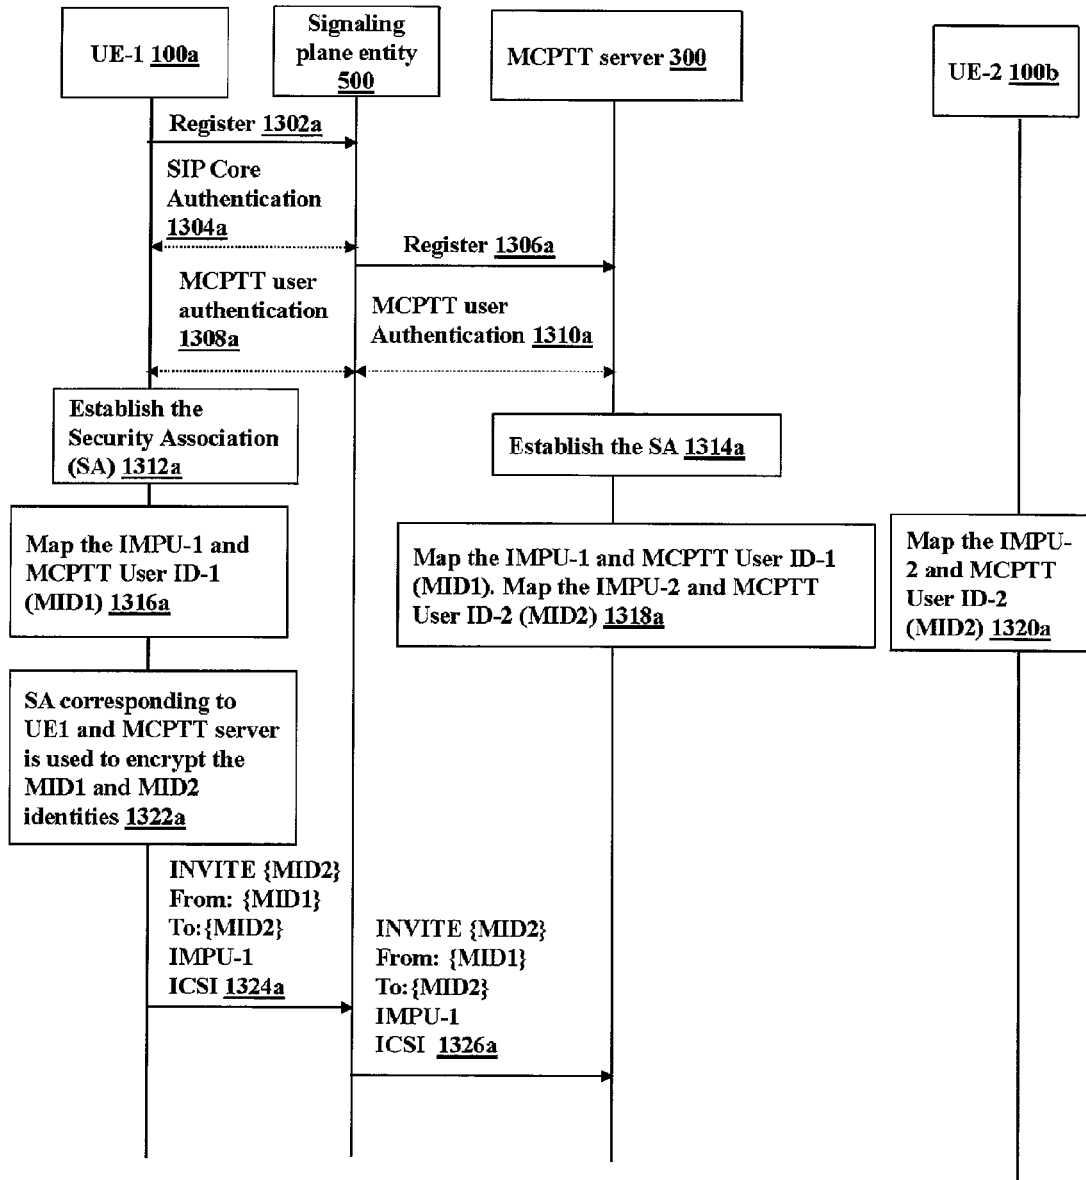 UE-1 100a
Signaling
plane entity
500
MCPTT server 300
UE-2 100b
Register 1302a
SIP Core
Authentication
1304a
Register 1306a
MCPTT user
authentication
1308a
MCPTT user
Authentication 1310a
Establish the
Security Association
(SA) 1312a
Establish the SA 1314a
Map the IMPU-1 and
MCPTT User ID-1
(MID1) 1316a
Map the IMPU-1 and MCPTT User ID-1
(MID1). Map the IMPU-2 and MCPTT
User ID-2 (MID2) 1318a
Map the IMPU-
2 and MCPTT
User ID-2
(MID2) 1320a
SA corresponding to
UE1 and MCPTT server
is used to encrypt the
MID1 and MID2
identities 1322a
INVITE {MID2}
From: {MID1}
To:{MID2}
IMPU-1
ICSI 1324a
INVITE {MID2}
From: {MID1}
To:{MID2}
IMPU-1
ICSI 1326a